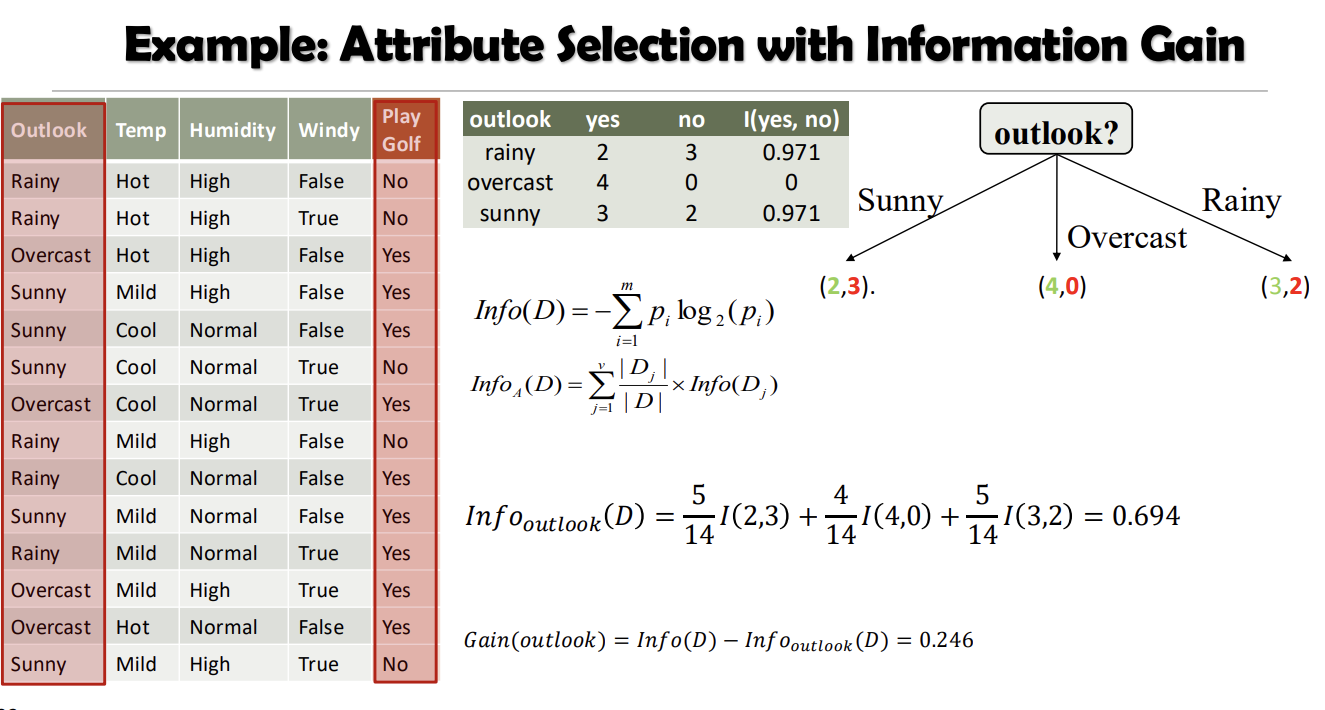 Example: Attribute Selection with Information Gain
Outlook Temp Humidity Windy Play Golf
Rainy Hot High False No
Rainy Hot High True No
Overcast Hot High False Yes
Sunny Mild High False Yes
Sunny Cool Normal False Yes
Sunny Cool Normal True No
Overcast Cool Normal True Yes
Rainy Mild High False No
Rainy Cool Normal False Yes
Sunny Mild Normal False Yes
Rainy Mild Normal True Yes
Overcast Mild High True Yes
Overcast Hot Normal False Yes
Sunny Mild High True No
outlook yes no I(yes, no)
rainy 2 3 0.971
overcast 4 0 0
sunny 3 2 0.971
outlook?
Sunny
Overcast
Rainy
(2,3).
(4,0)
(3,2)
Info(D) = −∑_{i=1}^{m} p_i log_2(p_i)
Info_A(D) = ∑_{j=1}^{v} |D_j|/|D| × Info(D_j)
Info_{outlook}(D) = 5/14 I(2,3) + 4/14 I(4,0) + 5/14 I(3,2) = 0.694
Gain(outlook) = Info(D) − Info_{outlook}(D) = 0.246